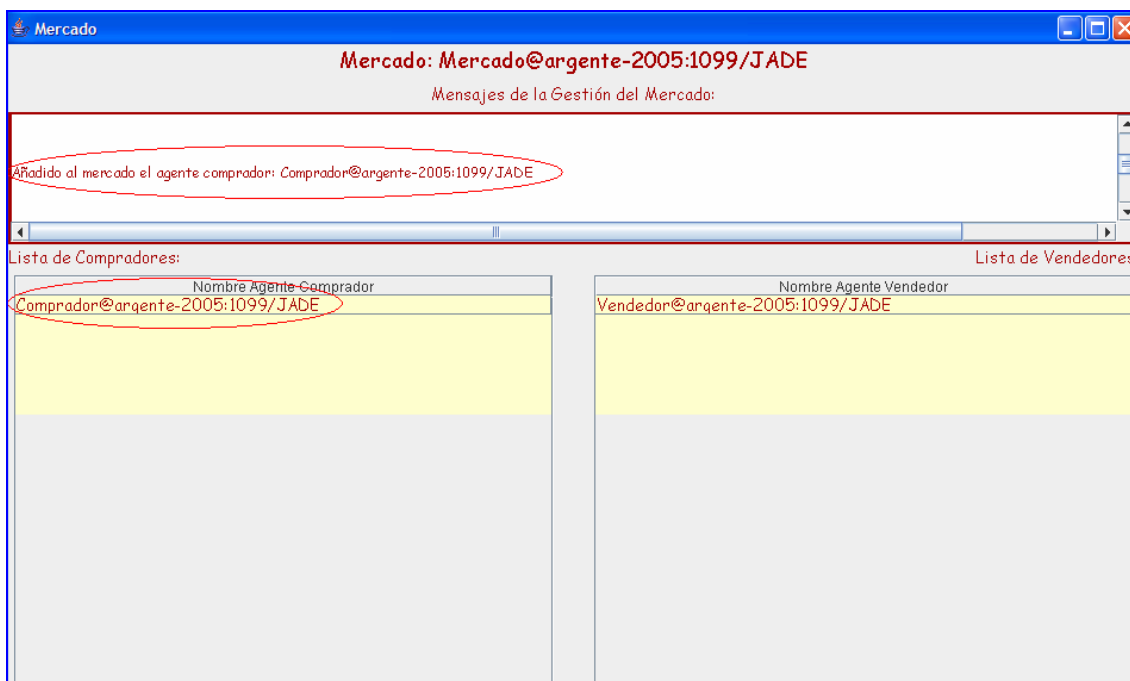 Mercado
Mercado: Mercado@argente-2005:1099/JADE
Mensajes de la Gestión del Mercado:
Añadido al mercado el agente comprador: Comprador@argente-2005:1099/JADE
Lista de Compradores:
Lista de Vendedores
Nombre Agente Comprador
Nombre Agente Vendedor
Comprador@argente-2005:1099/JADE
Vendedor@argente-2005:1099/JADE